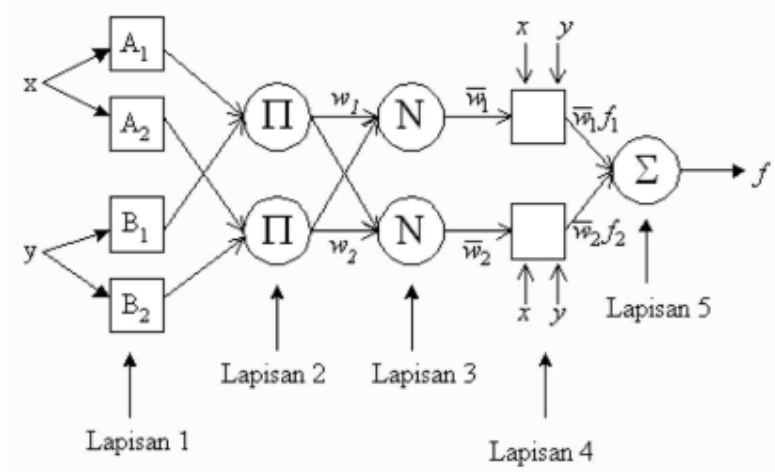 x y
A₁
x
A₂
Π w₁ N w̅₁ w̅₁f₁
Σ f
B₁
y
B₂
Π w₂ N w̅₂ w̅₂f₂
x y
Lapisan 1
Lapisan 2
Lapisan 3
Lapisan 4
Lapisan 5